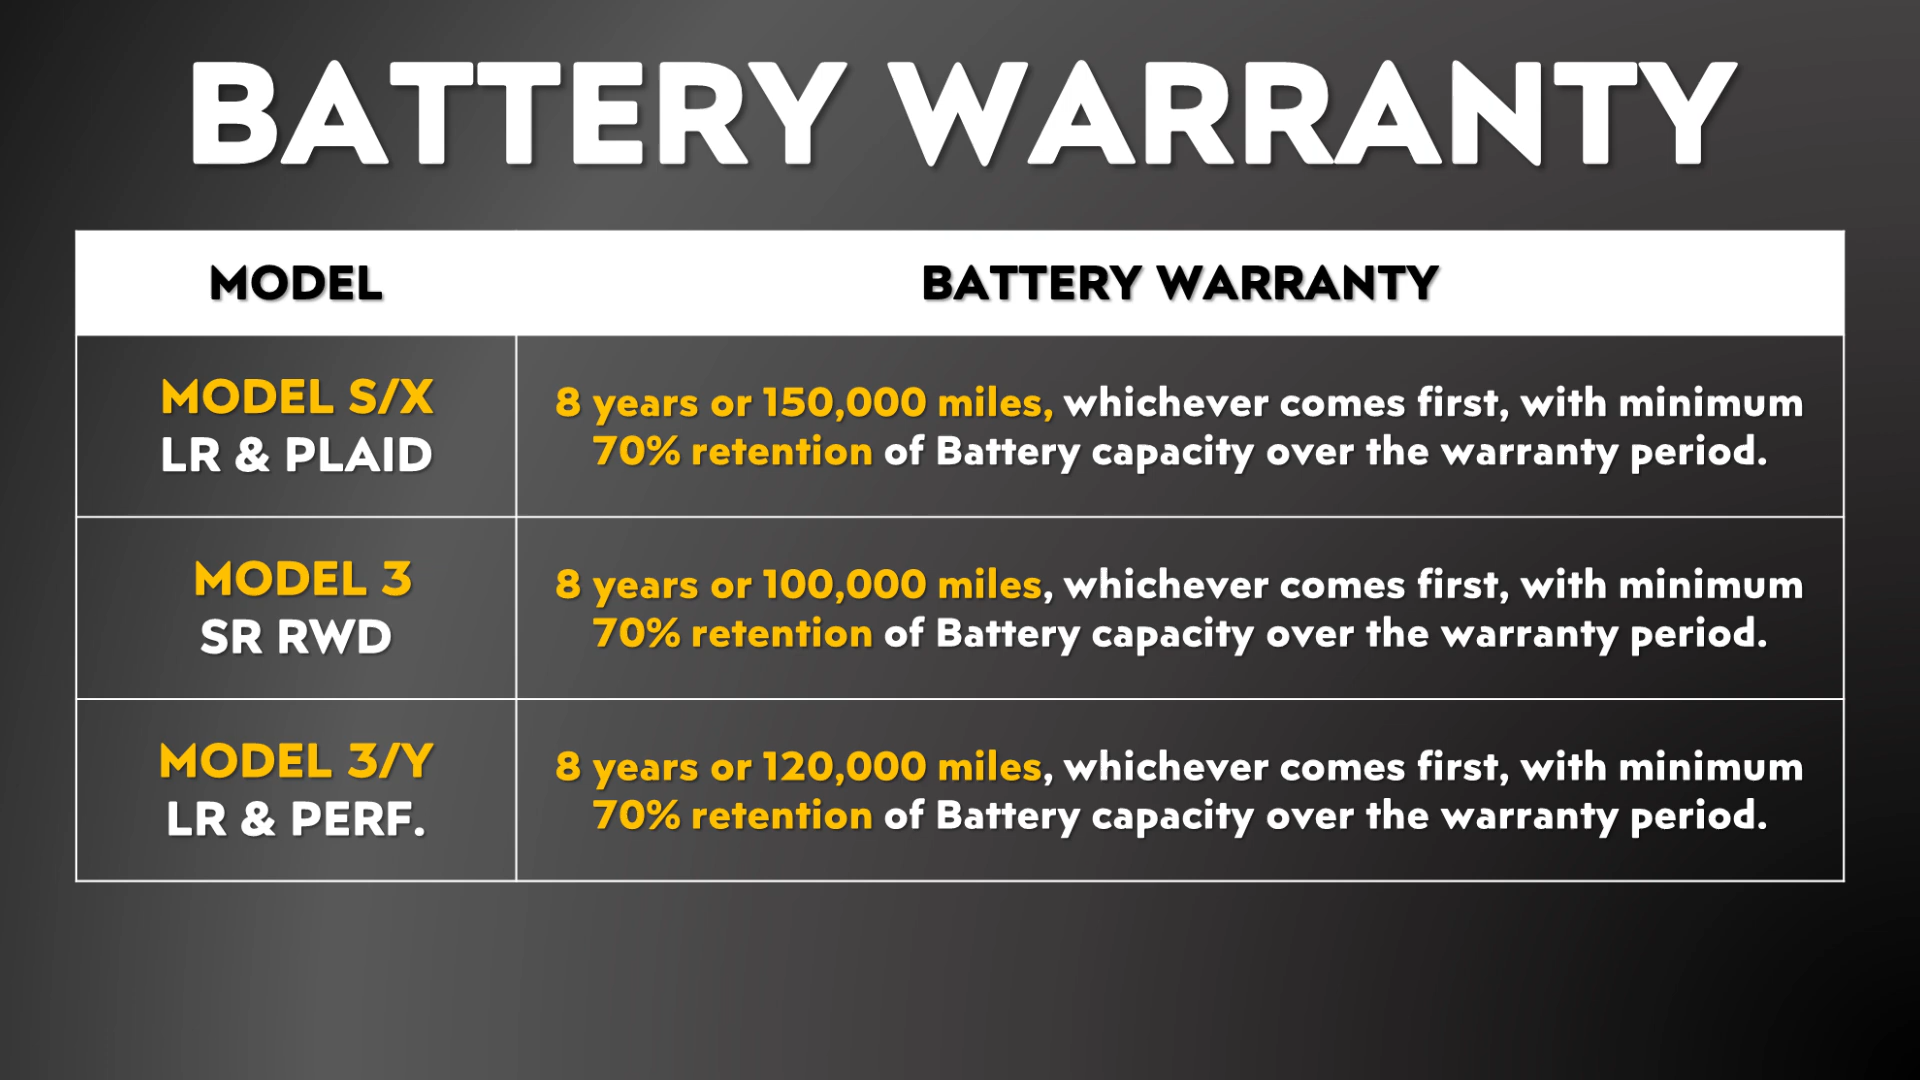 BATTERY WARRANTY
MODEL
BATTERY WARRANTY
MODEL S/X
LR & PLAID
8 years or 150,000 miles, whichever comes first, with minimum
70% retention of Battery capacity over the warranty period.
MODEL 3
SR RWD
8 years or 100,000 miles, whichever comes first, with minimum
70% retention of Battery capacity over the warranty period.
MODEL 3/Y
LR & PERF.
8 years or 120,000 miles, whichever comes first, with minimum
70% retention of Battery capacity over the warranty period.